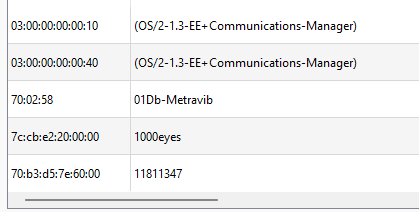 03:00:00:00:00:10 (OS/2-1.3-EE+Communications-Manager)
03:00:00:00:00:40 (OS/2-1.3-EE+Communications-Manager)
70:02:58 01Db-Metravib
7c:cb:e2:20:00:00 1000eyes
70:b3:d5:7e:60:00 11811347